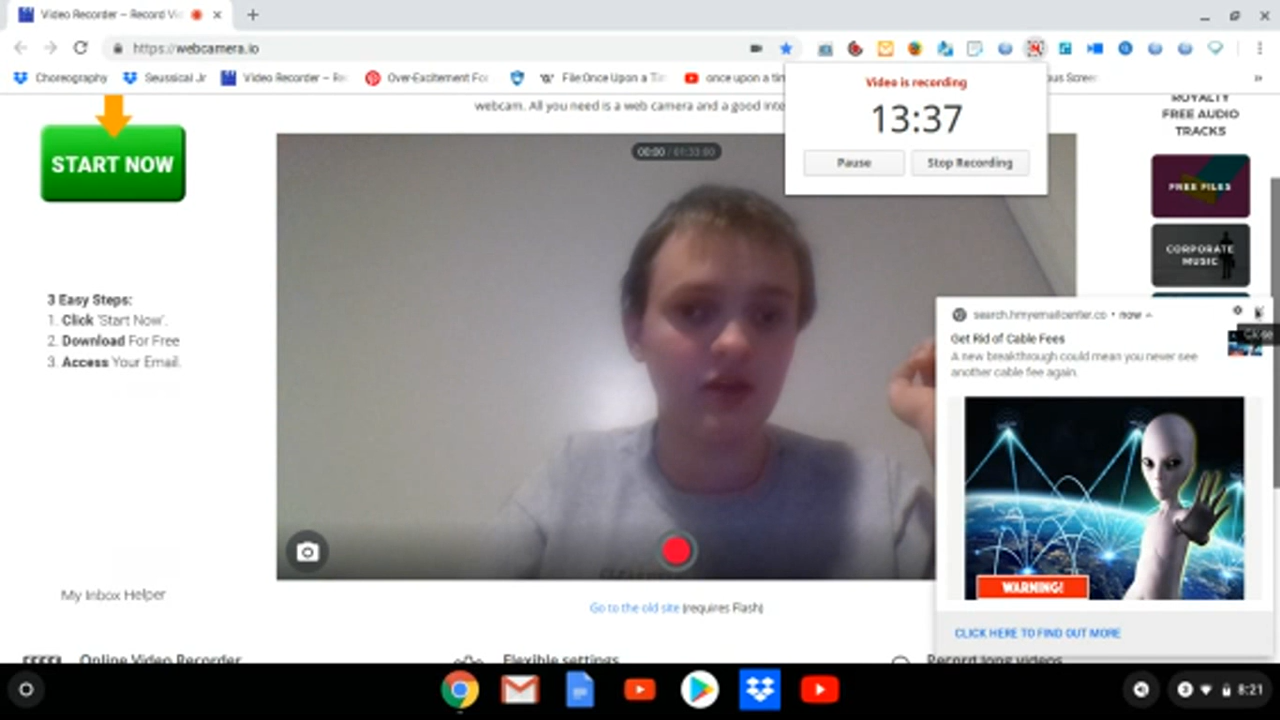 Video Recorder – Record Vi
https://webcamera.io
Choreography
Seussical Jr
Video Recorder – Re
Over-Excitement Fo
File:Once Upon a Tim
once upon a tim
ous Screen
»
Video is recording
13:37
Pause
Stop Recording
webcam. All you need is a web camera and a good inte
START NOW
00:00 / 01:33:00
3 Easy Steps:
1. Click 'Start Now'.
2. Download For Free
3. Access Your Email.
My Inbox Helper
ROYALTY
FREE AUDIO
TRACKS
FREE FILES
CORPORATE
MUSIC
search.hmyemailcenter.co • now
Close
Get Rid of Cable Fees
A new breakthrough could mean you never see
another cable fee again.
WARNING!
CLICK HERE TO FIND OUT MORE
Go to the old site (requires Flash)
Online Video Recorder
Flexible settings
Record long videos
3
8:21